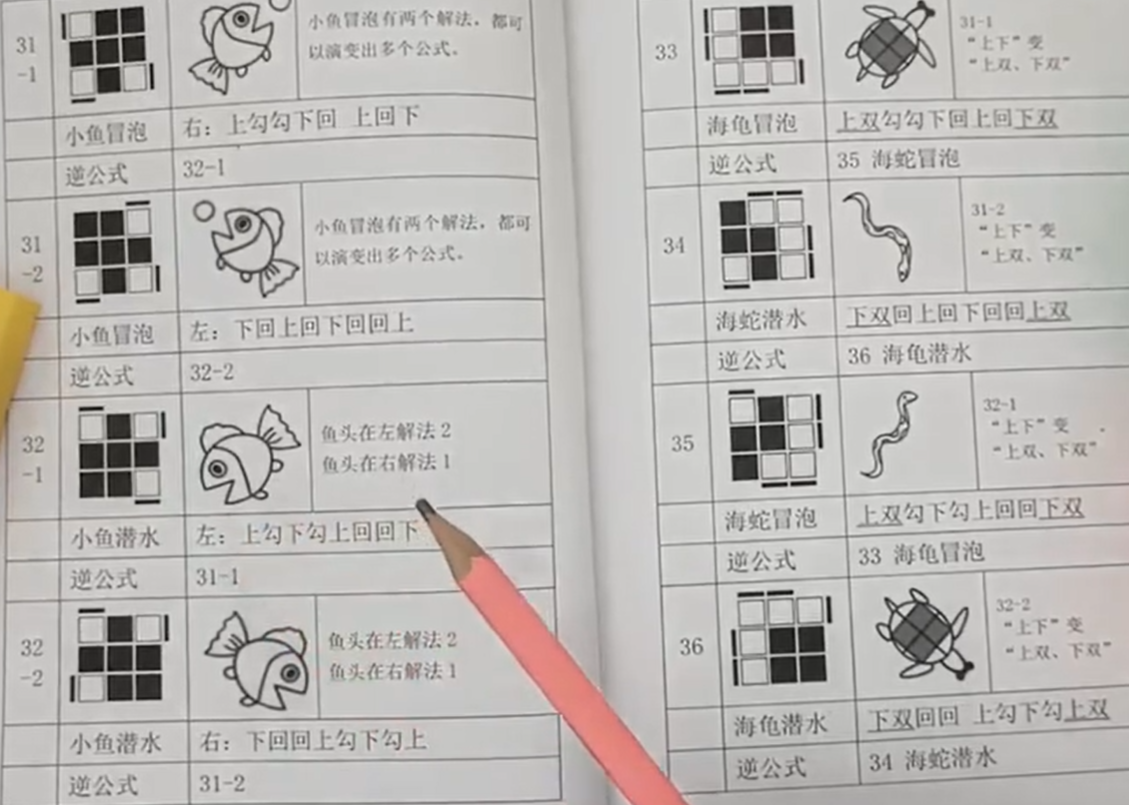 31
-1
小鱼冒泡有两个解法，都可
以演变出多个公式。
小鱼冒泡
右：上勾勾下回 上回下
逆公式
32-1
31
-2
小鱼冒泡有两个解法，都可
以演变出多个公式。
小鱼冒泡
左：下回上回下回回上
逆公式
32-2
32
-1
鱼头在左解法 2
鱼头在右解法 1
小鱼潜水
左：上勾下勾上回回下
逆公式
31-1
32
-2
鱼头在左解法 2
鱼头在右解法 1
小鱼潜水
右：下回回上勾下勾上
逆公式
31-2
33
31-1
“上下”变
“上双、下双”
海龟冒泡
上双勾勾下回上回下双
逆公式
35 海蛇冒泡
34
31-2
“上下”变
“上双、下双”
海蛇潜水
下双回上回下回回上双
逆公式
36 海龟潜水
35
32-1
“上下”变
“上双、下双”
海蛇冒泡
上双勾下勾上回回下双
逆公式
33 海龟冒泡
36
32-2
“上下”变
“上双、下双”
海龟潜水
下双回回 上勾下勾上双
逆公式
34 海蛇潜水